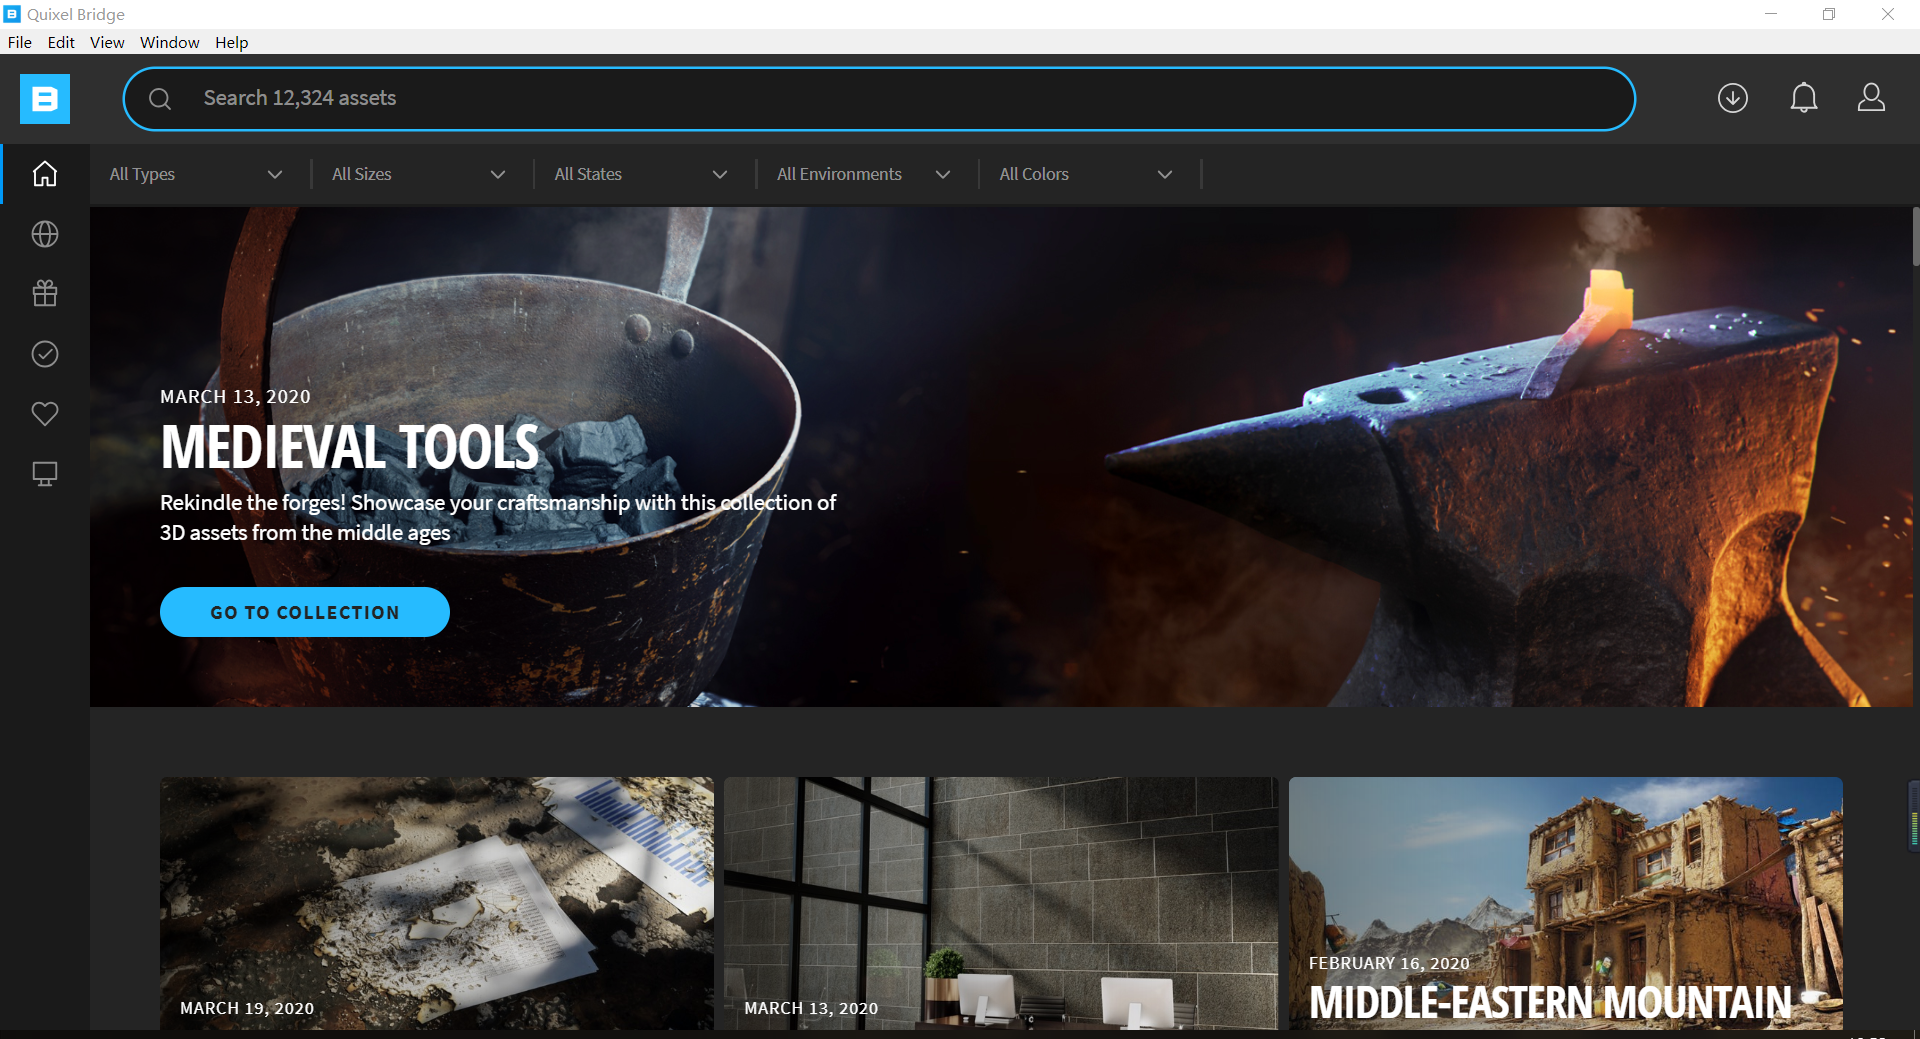 Quixel Bridge
File Edit View Window Help
Search 12,324 assets
All Types All Sizes All States All Environments All Colors
MARCH 13, 2020
MEDIEVAL TOOLS
Rekindle the forges! Showcase your craftsmanship with this collection of
3D assets from the middle ages
GO TO COLLECTION
MARCH 19, 2020
MARCH 13, 2020
FEBRUARY 16, 2020
MIDDLE-EASTERN MOUNTAIN